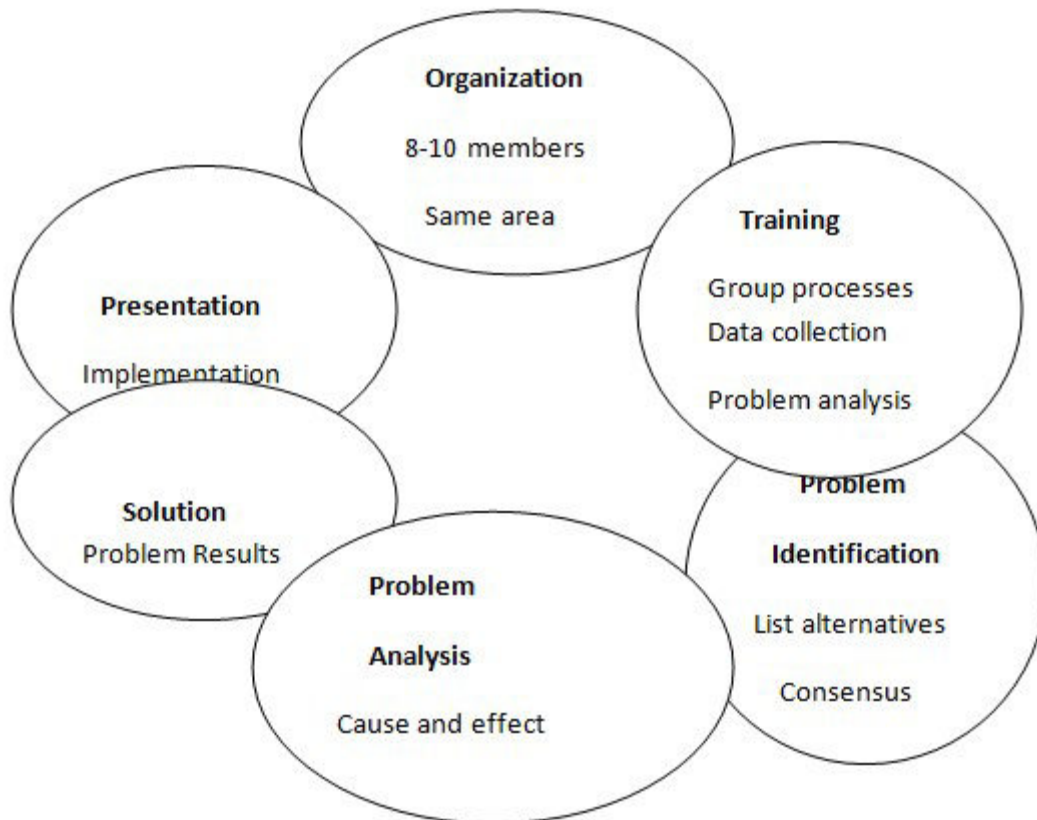 Organization
8-10 members
Same area
Training
Group processes
Data collection
Problem analysis
Problem
Identification
List alternatives
Consensus
Problem
Analysis
Cause and effect
Solution
Problem Results
Presentation
Implementation